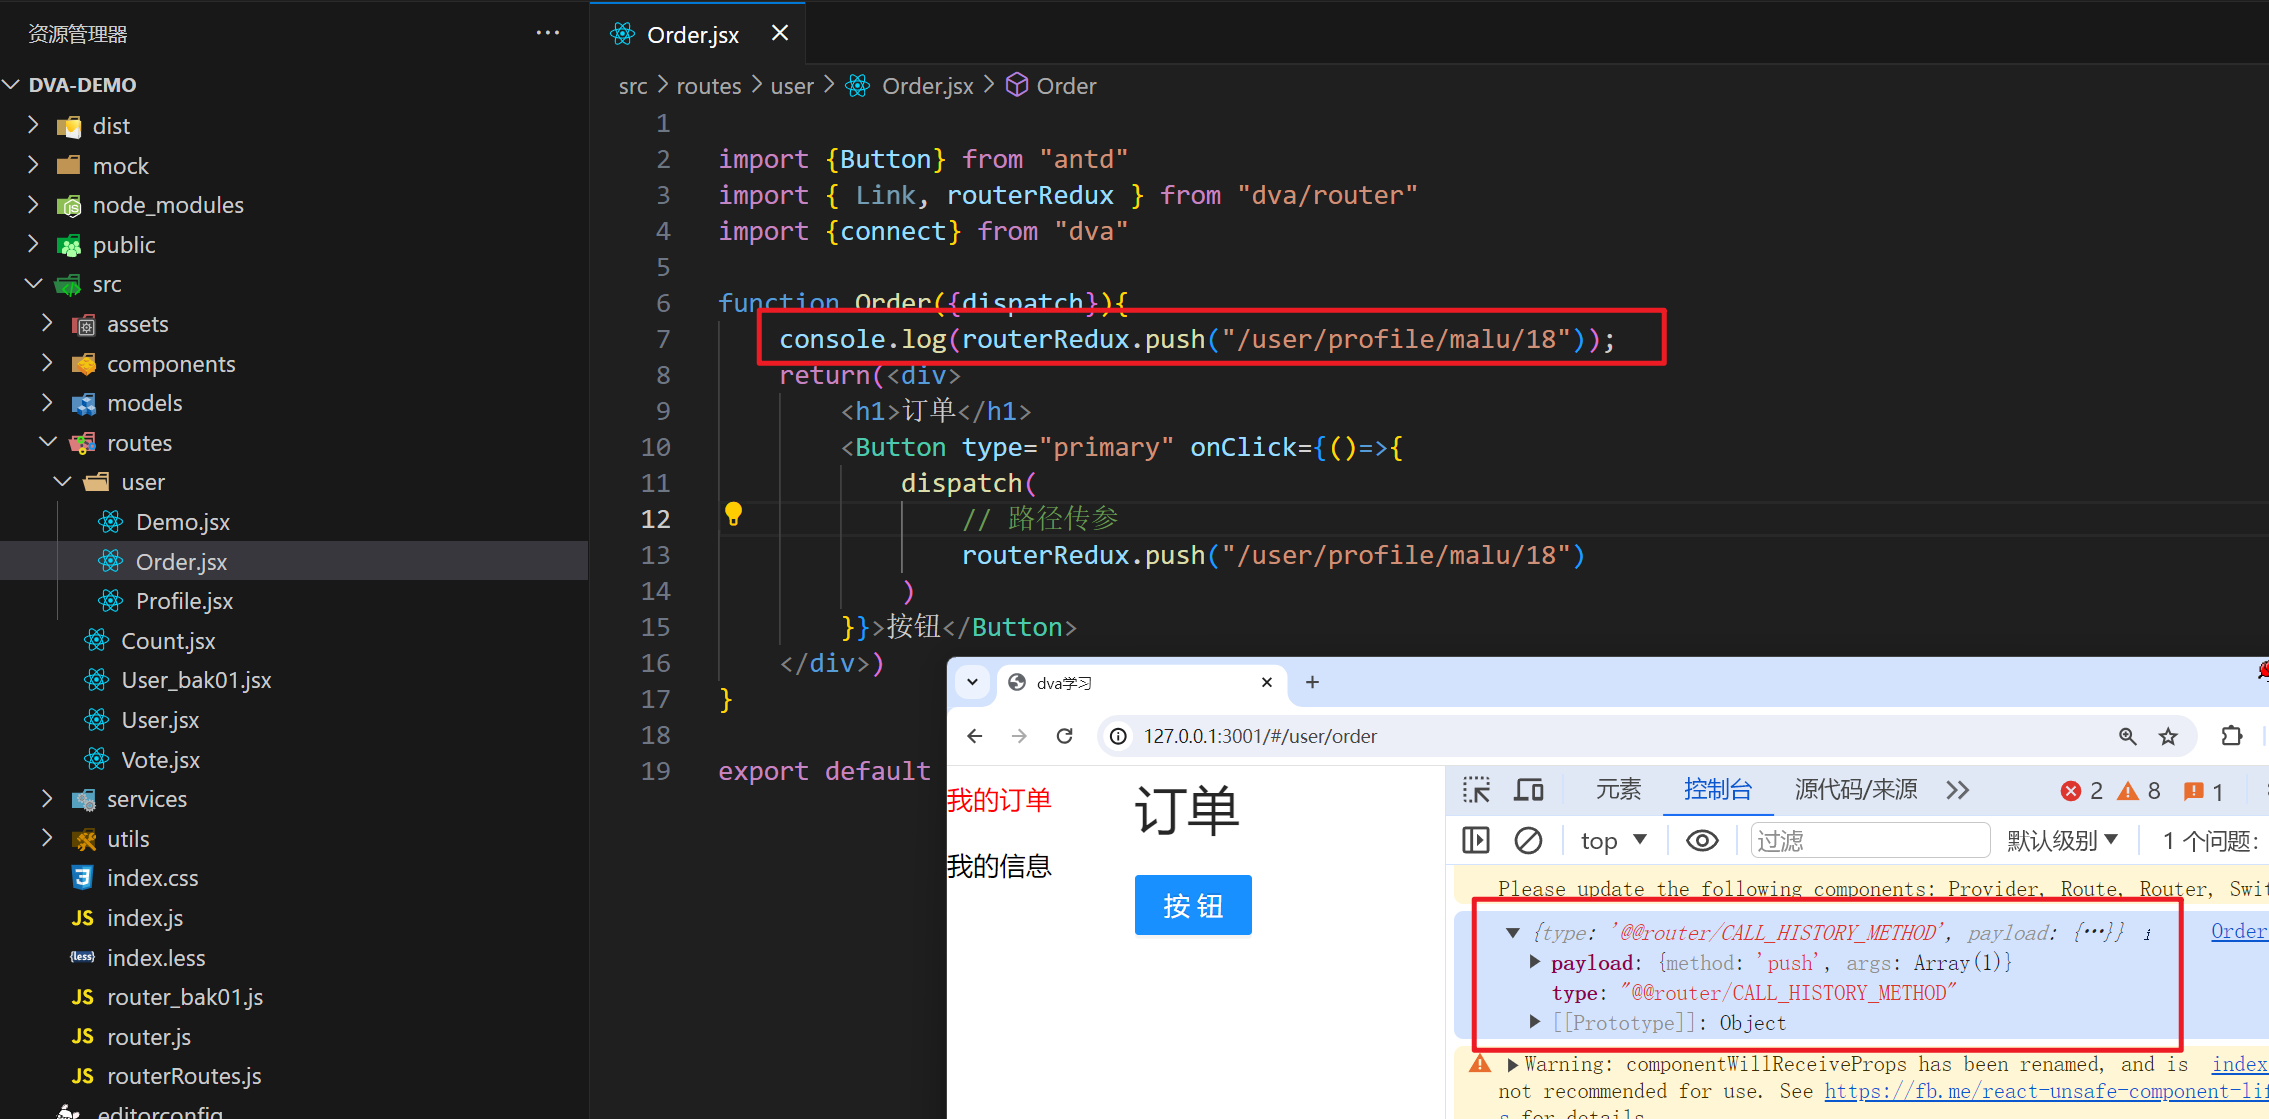 资源管理器
···
DVA-DEMO
dist
mock
node_modules
public
src
assets
components
models
routes
user
Demo.jsx
Order.jsx
Profile.jsx
Count.jsx
User_bak01.jsx
User.jsx
Vote.jsx
services
utils
index.css
JS index.js
{less} index.less
JS router_bak01.js
JS router.js
JS routerRoutes.js
.editorconfig
Order.jsx
src > routes > user > Order.jsx > Order
1
2 import {Button} from "antd"
3 import { Link, routerRedux } from "dva/router"
4 import {connect} from "dva"
5
6 function Order({dispatch}){
7 console.log(routerRedux.push("/user/profile/malu/18"));
8 return(<div>
9 <h1>订单</h1>
10 <Button type="primary" onClick={()=>{
11 dispatch(
12 // 路径传参
13 routerRedux.push("/user/profile/malu/18")
14 )
15 }}>按钮</Button>
16 </div>)
17 }
18
19 export default
dva学习
127.0.0.1:3001/#/user/order
我的订单
我的信息
订单
按 钮
元素 控制台 源代码/来源 2 8 1
top 过滤 默认级别 1 个问题:
Please update the following components: Provider, Route, Router, Swit
{type: '@@router/CALL_HISTORY_METHOD', payload: {…}} i Order
payload: {method: 'push', args: Array(1)}
type: "@@router/CALL_HISTORY_METHOD"
[[Prototype]]: Object
Warning: componentWillReceiveProps has been renamed, and is index
not recommended for use. See https://fb.me/react-unsafe-component-lif
s for details.